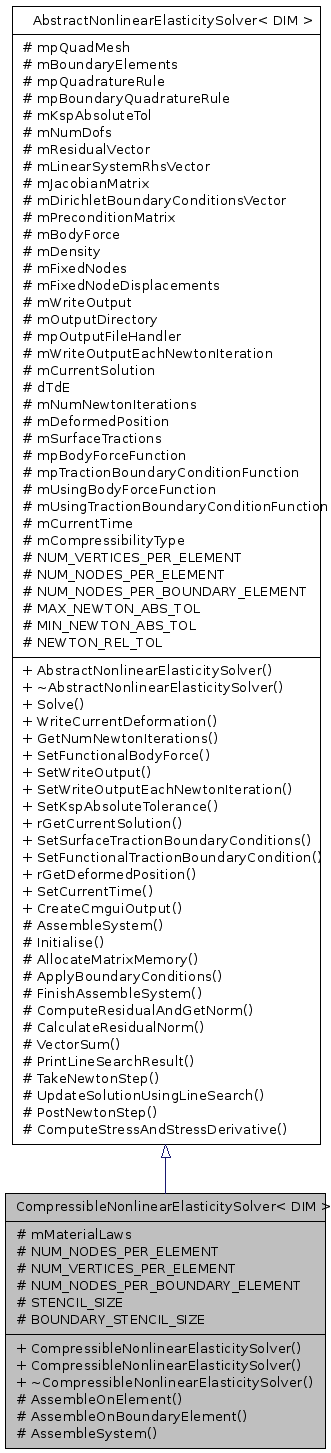 AbstractNonlinearElasticitySolver< DIM >
# mpQuadMesh
# mBoundaryElements
# mpQuadratureRule
# mpBoundaryQuadratureRule
# mKspAbsoluteTol
# mNumDofs
# mResidualVector
# mLinearSystemRhsVector
# mJacobianMatrix
# mDirichletBoundaryConditionsVector
# mPreconditionMatrix
# mBodyForce
# mDensity
# mFixedNodes
# mFixedNodeDisplacements
# mWriteOutput
# mOutputDirectory
# mpOutputFileHandler
# mWriteOutputEachNewtonIteration
# mCurrentSolution
# dTdE
# mNumNewtonIterations
# mDeformedPosition
# mSurfaceTractions
# mpBodyForceFunction
# mpTractionBoundaryConditionFunction
# mUsingBodyForceFunction
# mUsingTractionBoundaryConditionFunction
# mCurrentTime
# mCompressibilityType
# NUM_VERTICES_PER_ELEMENT
# NUM_NODES_PER_ELEMENT
# NUM_NODES_PER_BOUNDARY_ELEMENT
# MAX_NEWTON_ABS_TOL
# MIN_NEWTON_ABS_TOL
# NEWTON_REL_TOL
+ AbstractNonlinearElasticitySolver()
+ ~AbstractNonlinearElasticitySolver()
+ Solve()
+ WriteCurrentDeformation()
+ GetNumNewtonIterations()
+ SetFunctionalBodyForce()
+ SetWriteOutput()
+ SetWriteOutputEachNewtonIteration()
+ SetKspAbsoluteTolerance()
+ rGetCurrentSolution()
+ SetSurfaceTractionBoundaryConditions()
+ SetFunctionalTractionBoundaryCondition()
+ rGetDeformedPosition()
+ SetCurrentTime()
+ CreateCmguiOutput()
# AssembleSystem()
# Initialise()
# AllocateMatrixMemory()
# ApplyBoundaryConditions()
# FinishAssembleSystem()
# ComputeResidualAndGetNorm()
# CalculateResidualNorm()
# VectorSum()
# PrintLineSearchResult()
# TakeNewtonStep()
# UpdateSolutionUsingLineSearch()
# PostNewtonStep()
# ComputeStressAndStressDerivative()
CompressibleNonlinearElasticitySolver< DIM >
# mMaterialLaws
# NUM_NODES_PER_ELEMENT
# NUM_VERTICES_PER_ELEMENT
# NUM_NODES_PER_BOUNDARY_ELEMENT
# STENCIL_SIZE
# BOUNDARY_STENCIL_SIZE
+ CompressibleNonlinearElasticitySolver()
+ CompressibleNonlinearElasticitySolver()
+ ~CompressibleNonlinearElasticitySolver()
# AssembleOnElement()
# AssembleOnBoundaryElement()
# AssembleSystem()